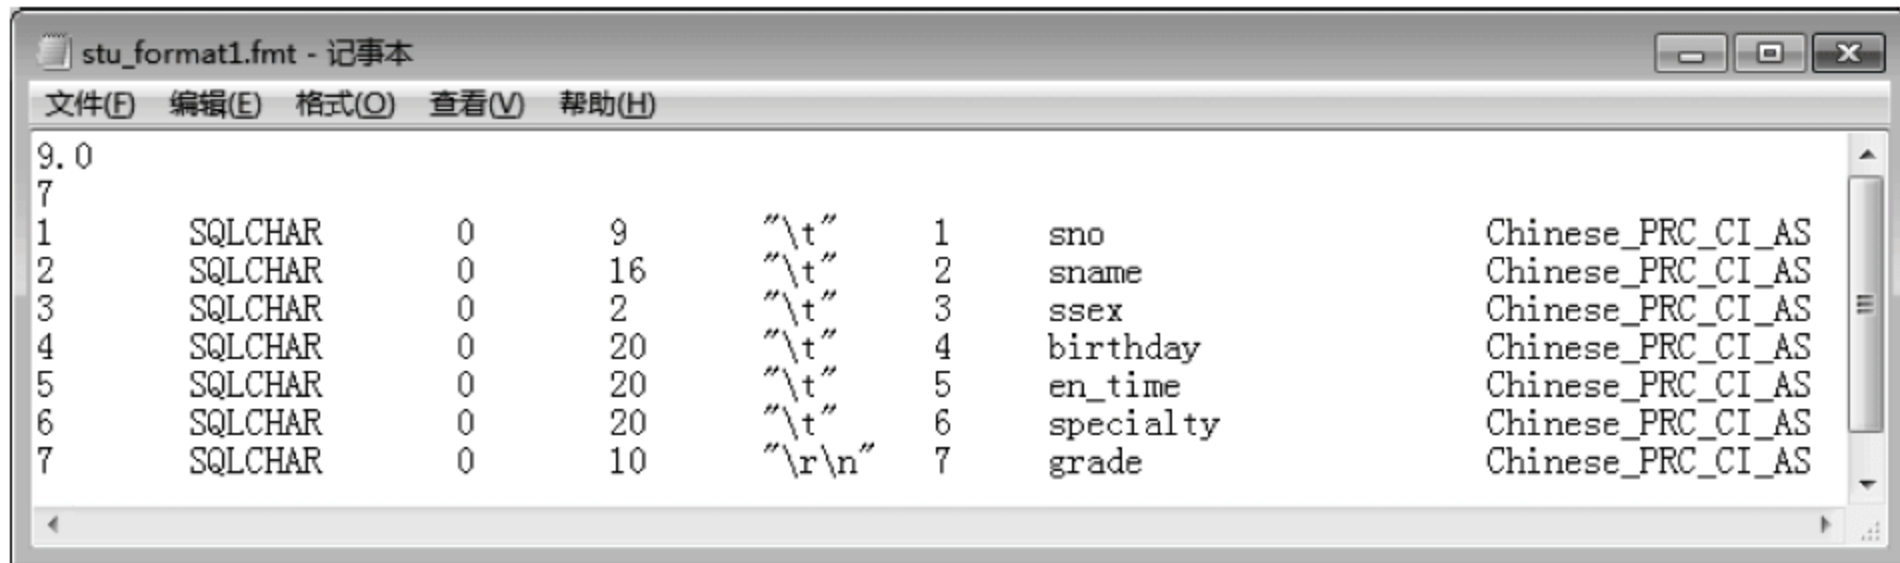 stu_format1.fmt - 记事本
文件(F) 编辑(E) 格式(O) 查看(V) 帮助(H)
9.0
7
1 SQLCHAR 0 9 "\t" 1 sno Chinese_PRC_CI_AS
2 SQLCHAR 0 16 "\t" 2 sname Chinese_PRC_CI_AS
3 SQLCHAR 0 2 "\t" 3 ssex Chinese_PRC_CI_AS
4 SQLCHAR 0 20 "\t" 4 birthday Chinese_PRC_CI_AS
5 SQLCHAR 0 20 "\t" 5 en_time Chinese_PRC_CI_AS
6 SQLCHAR 0 20 "\t" 6 specialty Chinese_PRC_CI_AS
7 SQLCHAR 0 10 "\r\n" 7 grade Chinese_PRC_CI_AS